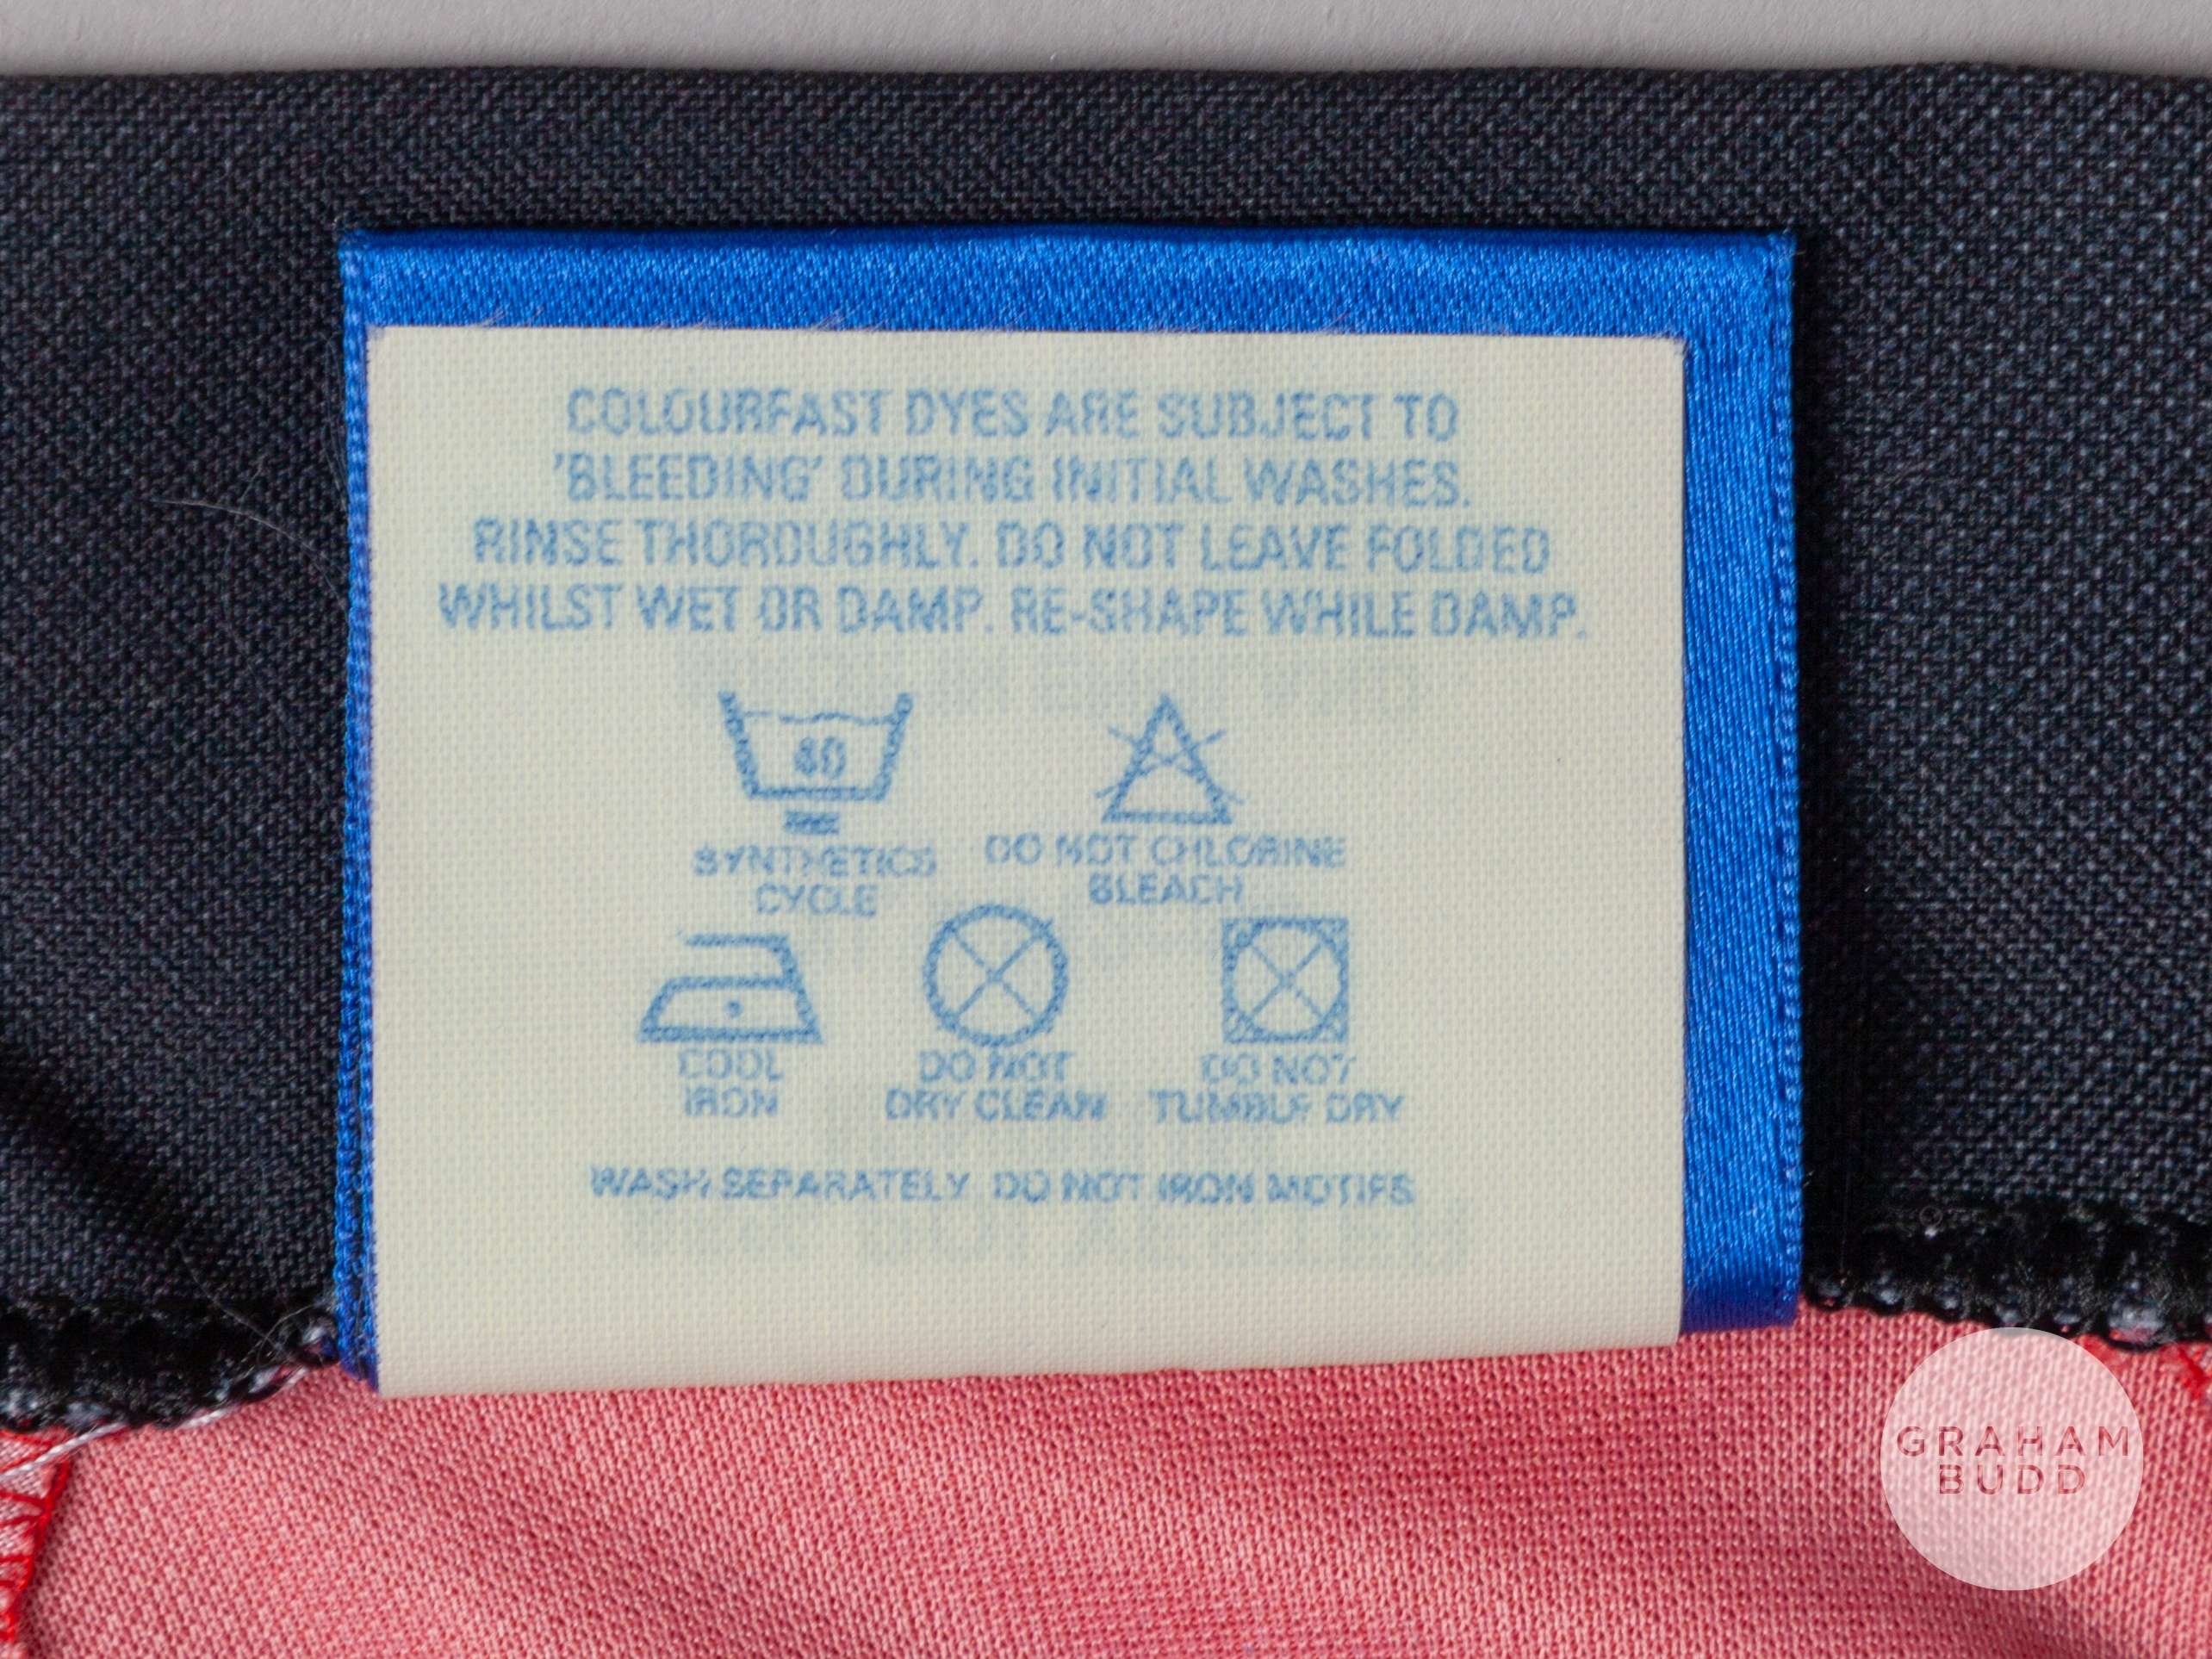 COLOURFAST DYES ARE SUBJECT TO
'BLEEDING' DURING INITIAL WASHES.
RINSE THOROUGHLY. DO NOT LEAVE FOLDED
WHILST WET OR DAMP. RE-SHAPE WHILE DAMP.
40
SYNTHETICS
CYCLE
DO NOT CHLORINE
BLEACH
COOL
IRON
DO NOT
DRY CLEAN
DO NOT
TUMBLE DRY
WASH SEPARATELY DO NOT IRON MOTIFS
GRAHAM
BUDD